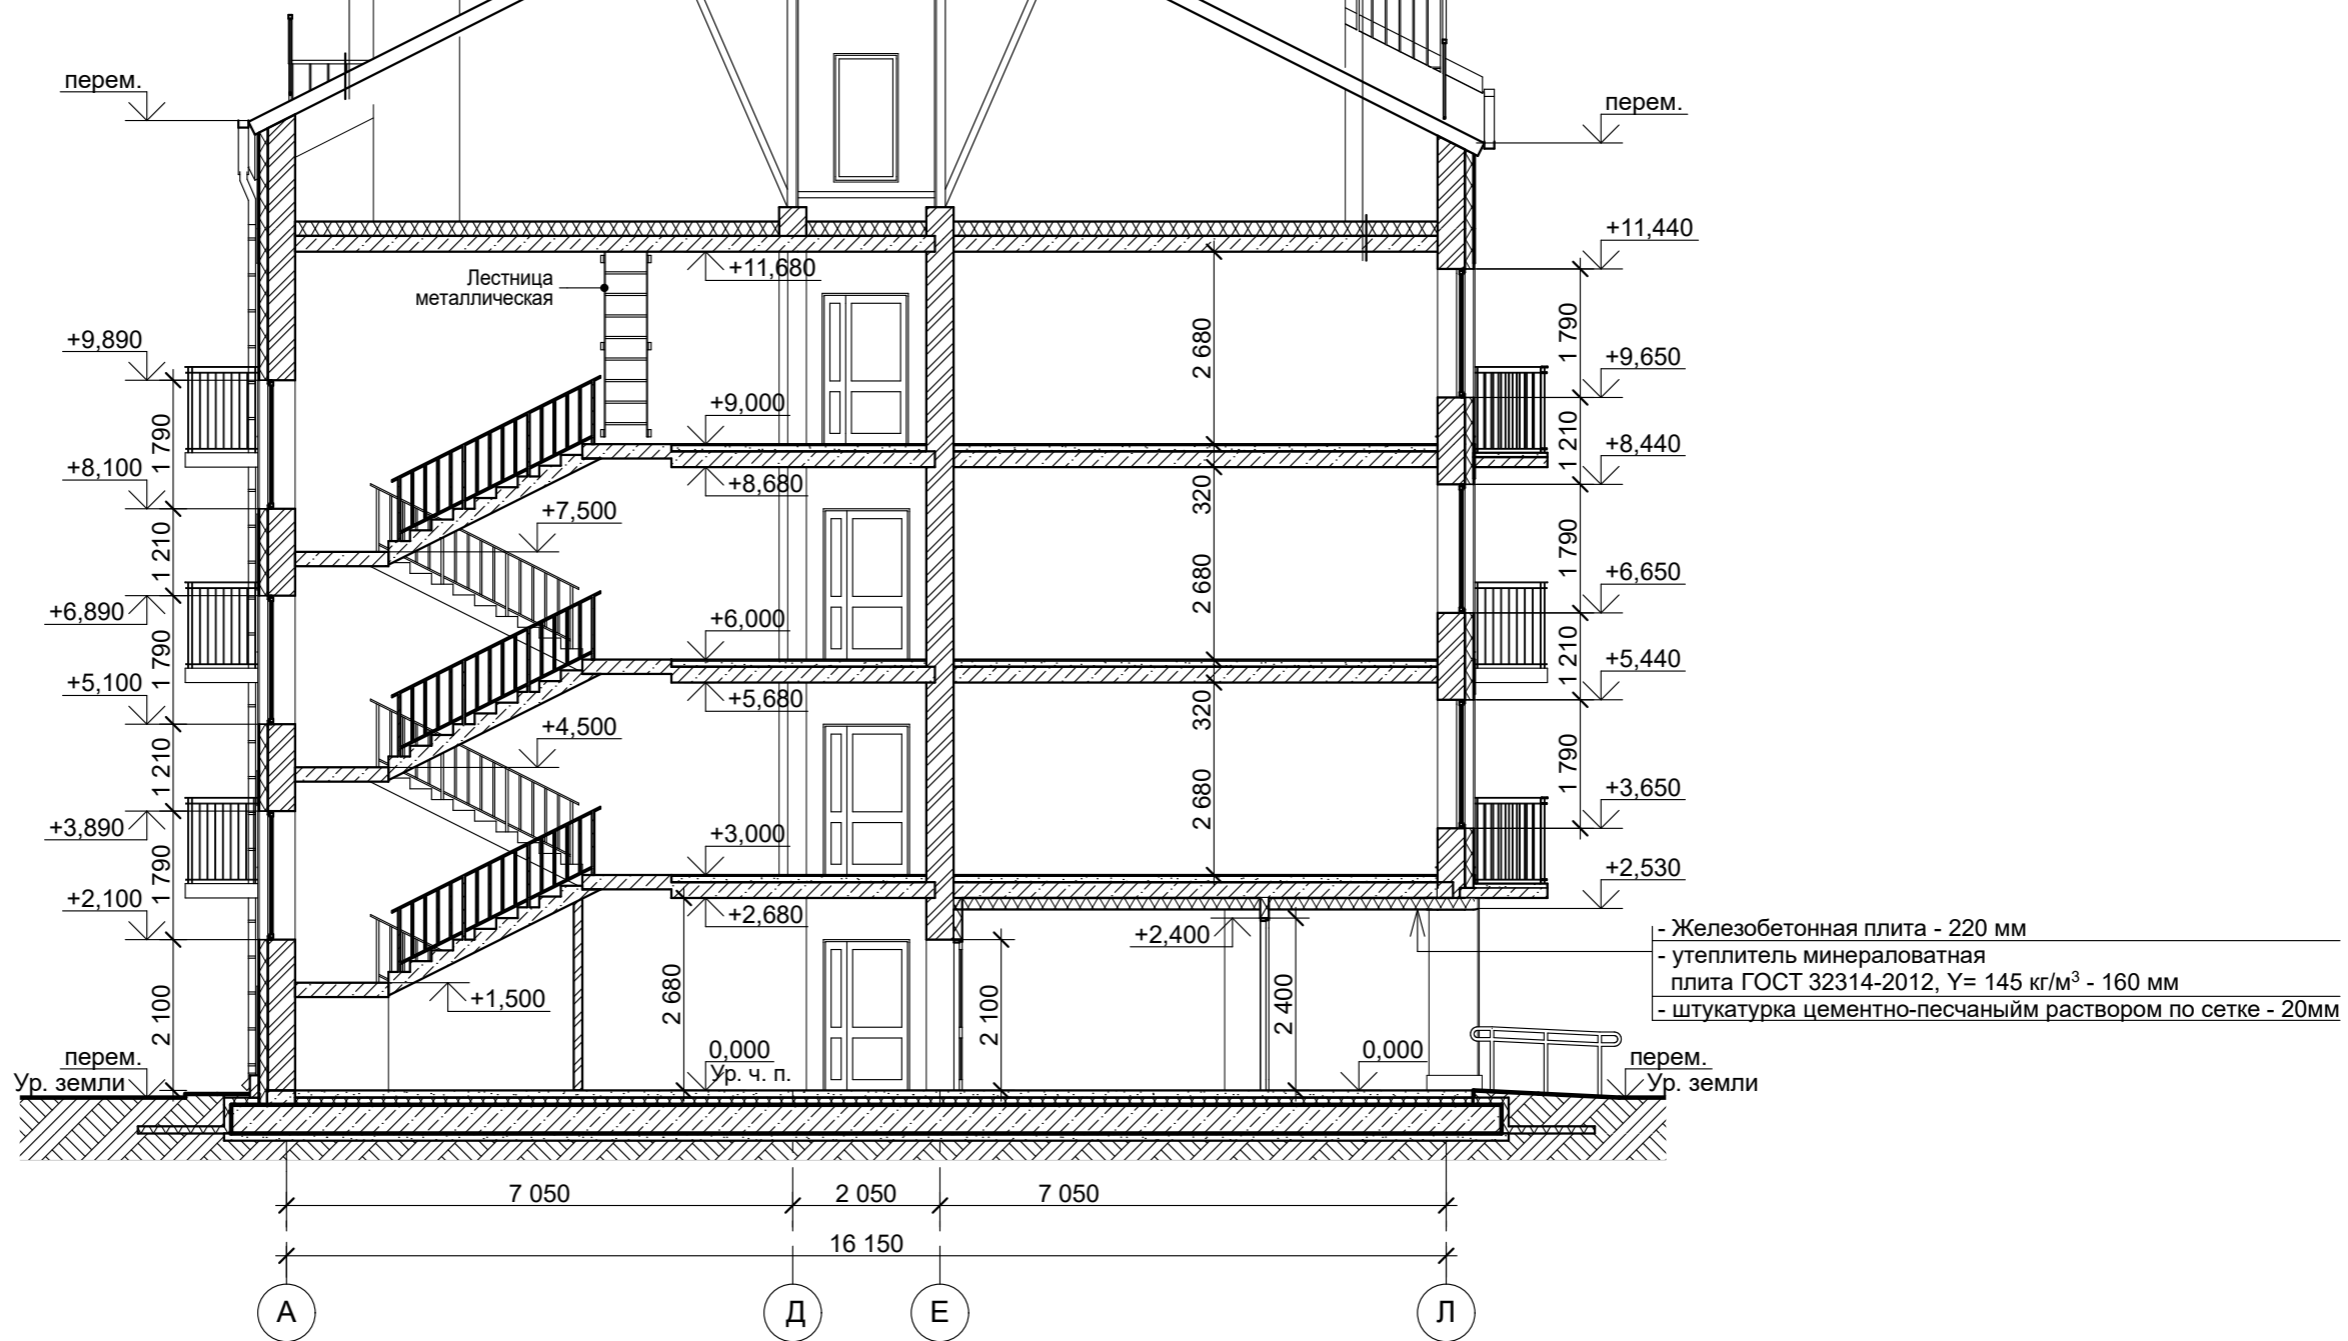 перем.
перем.
+11,440
+11,680
Лестница
металлическая
1 790
2 680
+9,890
+9,650
+9,000
1 790
1 210
+8,440
+8,100
+8,680
320
+7,500
1 210
1 790
2 680
+6,650
+6,890
+6,000
1 790
1 210
+5,440
+5,100
+5,680
320
+4,500
1 210
1 790
2 680
+3,650
+3,890
+3,000
1 790
+2,530
+2,100
+2,680
+2,400
- Железобетонная плита - 220 мм
- утеплитель минераловатная
плита ГОСТ 32314-2012, Y= 145 кг/м³ - 160 мм
- штукатурка цементно-песчаныйм раствором по сетке - 20мм
+1,500
2 100
2 680
2 100
2 400
0,000
Ур. ч. п.
0,000
перем.
Ур. земли
перем.
Ур. земли
7 050
2 050
7 050
16 150
А
Д
Е
Л